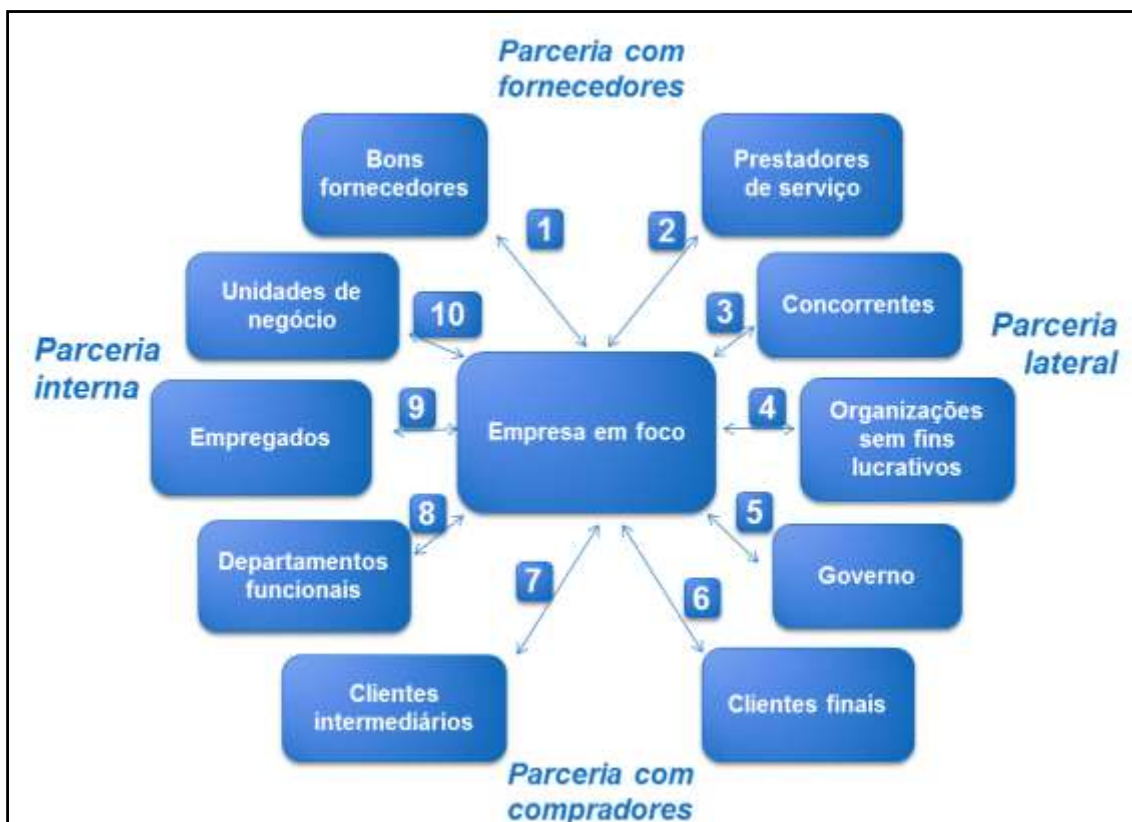 Parceria com
fornecedores
Bons
fornecedores
Prestadores
de serviço
1
2
Unidades de
negócio
10
3
Concorrentes
Parceria
interna
Parceria
lateral
Empregados
9
Empresa em foco
4
Organizações
sem fins
lucrativos
8
5
Departamentos
funcionais
Governo
7
6
Clientes
intermediários
Clientes finais
Parceria com
compradores